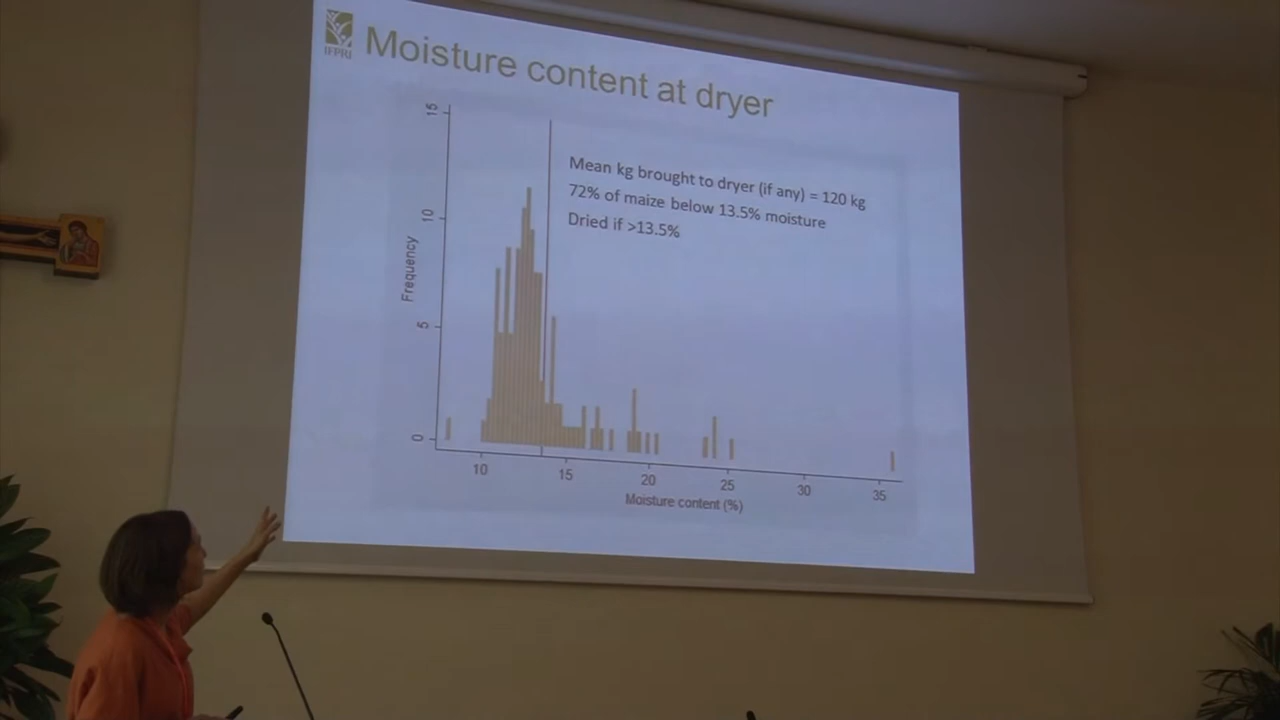 IFPRI
Moisture content at dryer
Mean kg brought to dryer (if any) = 120 kg
72% of maize below 13.5% moisture
Dried if >13.5%
15
10
5
0
Frequency
10 15 20 25 30 35
Moisture content (%)